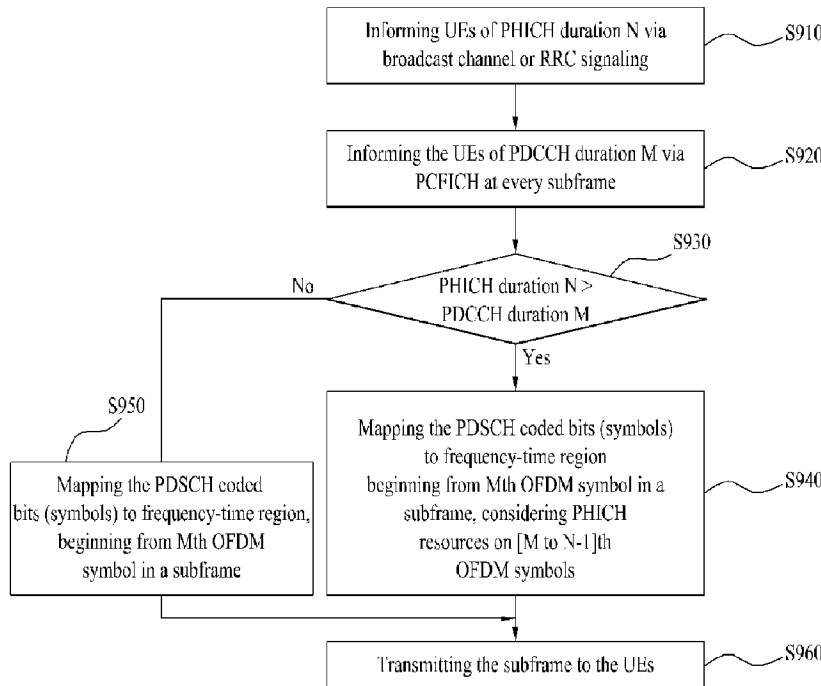 Informing UEs of PHICH duration N via
broadcast channel or RRC signaling
S910
Informing the UEs of PDCCH duration M via
PCFICH at every subframe
S920
S930
PHICH duration N >
PDCCH duration M
No
Yes
S950
Mapping the PDSCH coded
bits (symbols) to frequency-time region,
beginning from Mth OFDM
symbol in a subframe
Mapping the PDSCH coded bits (symbols)
to frequency-time region
beginning from Mth OFDM symbol in a
subframe, considering PHICH
resources on [M to N-1]th
OFDM symbols
S940
Transmitting the subframe to the UEs
S960